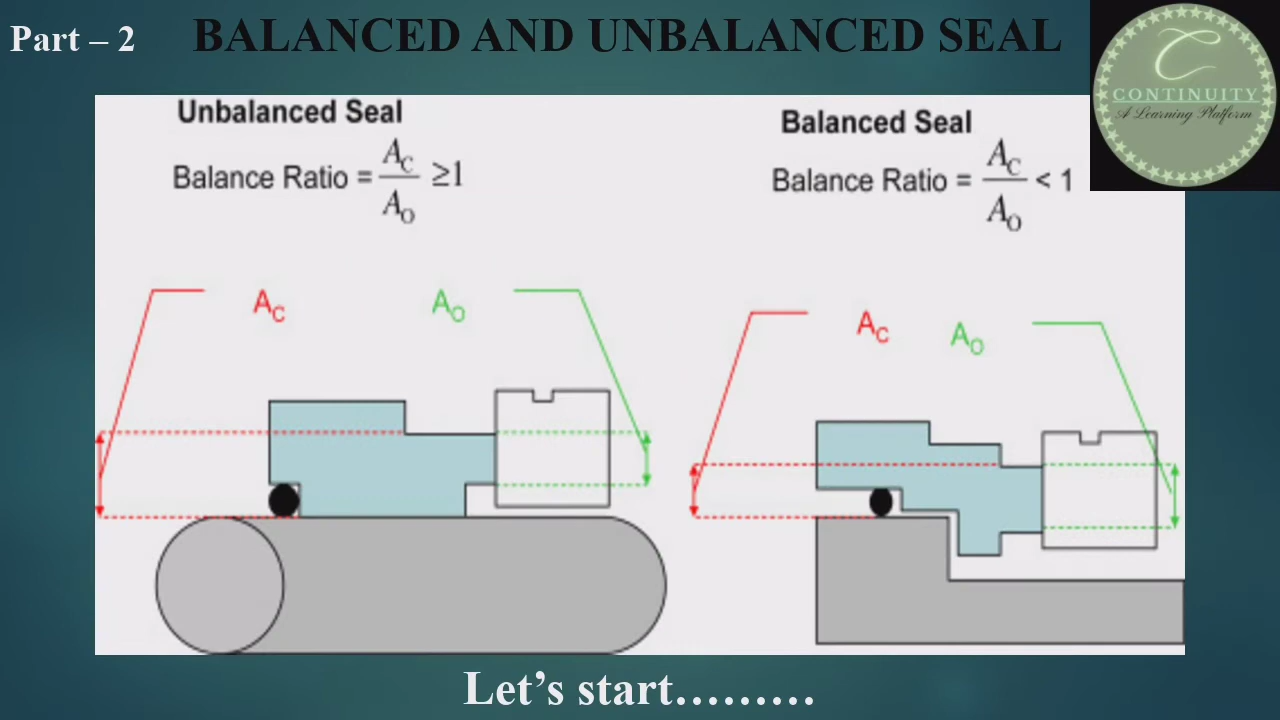 Part – 2
BALANCED AND UNBALANCED SEAL
C
CONTINUITY
A Learning Platform
Unbalanced Seal
Balance Ratio = A_C / A_O ≥1
Balanced Seal
Balance Ratio = A_C / A_O < 1
A_C
A_O
A_C
A_O
Let’s start………